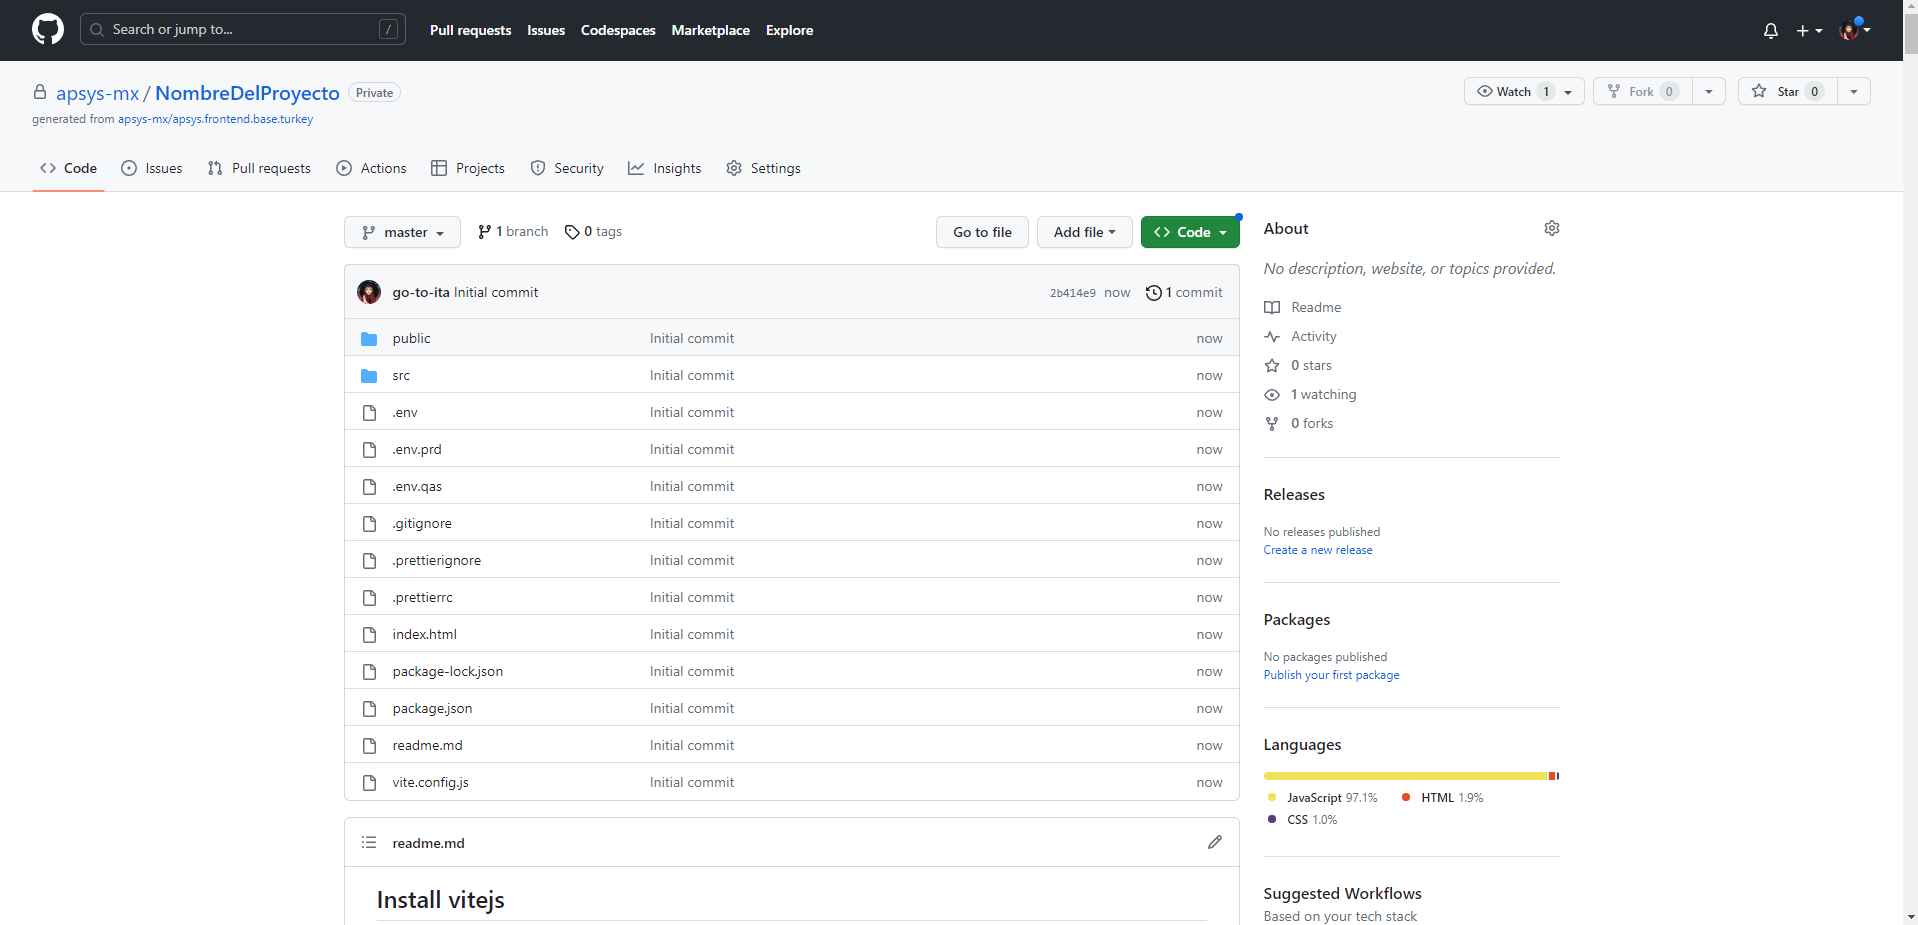 Search or jump to... / Pull requests Issues Codespaces Marketplace Explore
apsys-mx / NombreDelProyecto Private Watch 1 Fork 0 Star 0
generated from apsys-mx/apsys.frontend.base.turkey
Code Issues Pull requests Actions Projects Security Insights Settings
master 1 branch 0 tags Go to file Add file Code
go-to-ita Initial commit 2b414e9 now 1 commit
public Initial commit now
src Initial commit now
.env Initial commit now
.env.prd Initial commit now
.env.qas Initial commit now
.gitignore Initial commit now
.prettierignore Initial commit now
.prettierrc Initial commit now
index.html Initial commit now
package-lock.json Initial commit now
package.json Initial commit now
readme.md Initial commit now
vite.config.js Initial commit now
readme.md
Install vitejs
About
No description, website, or topics provided.
Readme
Activity
0 stars
1 watching
0 forks
Releases
No releases published
Create a new release
Packages
No packages published
Publish your first package
Languages
JavaScript 97.1% HTML 1.9%
CSS 1.0%
Suggested Workflows
Based on your tech stack